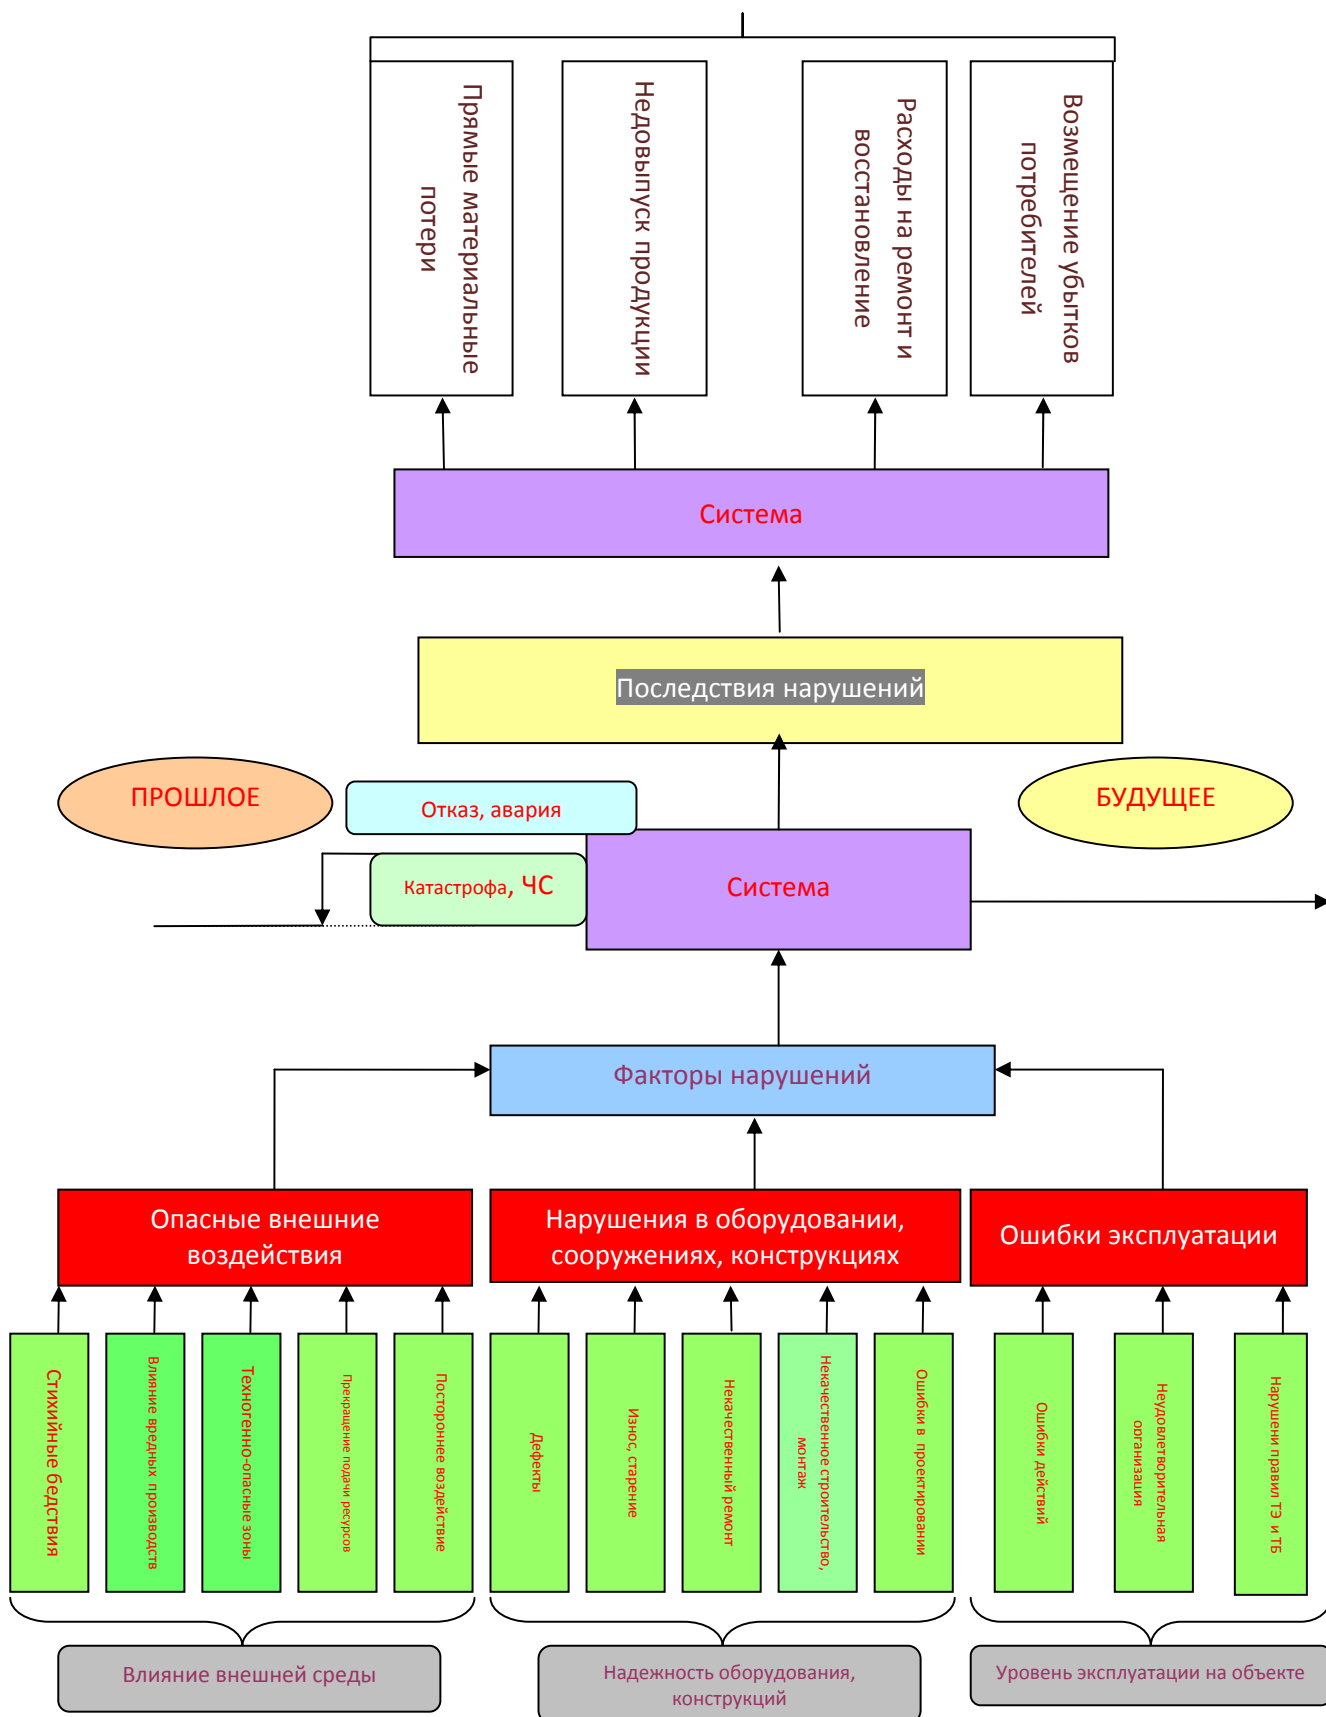 Прямые материальные
потери
Недовыпуск продукции
Расходы на ремонт и
восстановление
Возмещение убытков
потребителей
Система
Последствия нарушений
ПРОШЛОЕ
Отказ, авария
БУДУЩЕЕ
Катастрофа, ЧС
Система
Факторы нарушений
Опасные внешние
воздействия
Нарушения в оборудовании,
сооружениях, конструкциях
Ошибки эксплуатации
Стихийные бедствия
Влияние вредных производств
Техногенно-опасные зоны
Прекращение подачи ресурсов
Постороннее воздействие
Дефекты
Износ, старение
Некачественный ремонт
Некачественное строительство,
монтаж
Ошибки в проектировании
Ошибки действий
Неудовлетворительная
организация
Нарушени правил ТЭ и ТБ
Влияние внешней среды
Надежность оборудования,
конструкций
Уровень эксплуатации на объекте